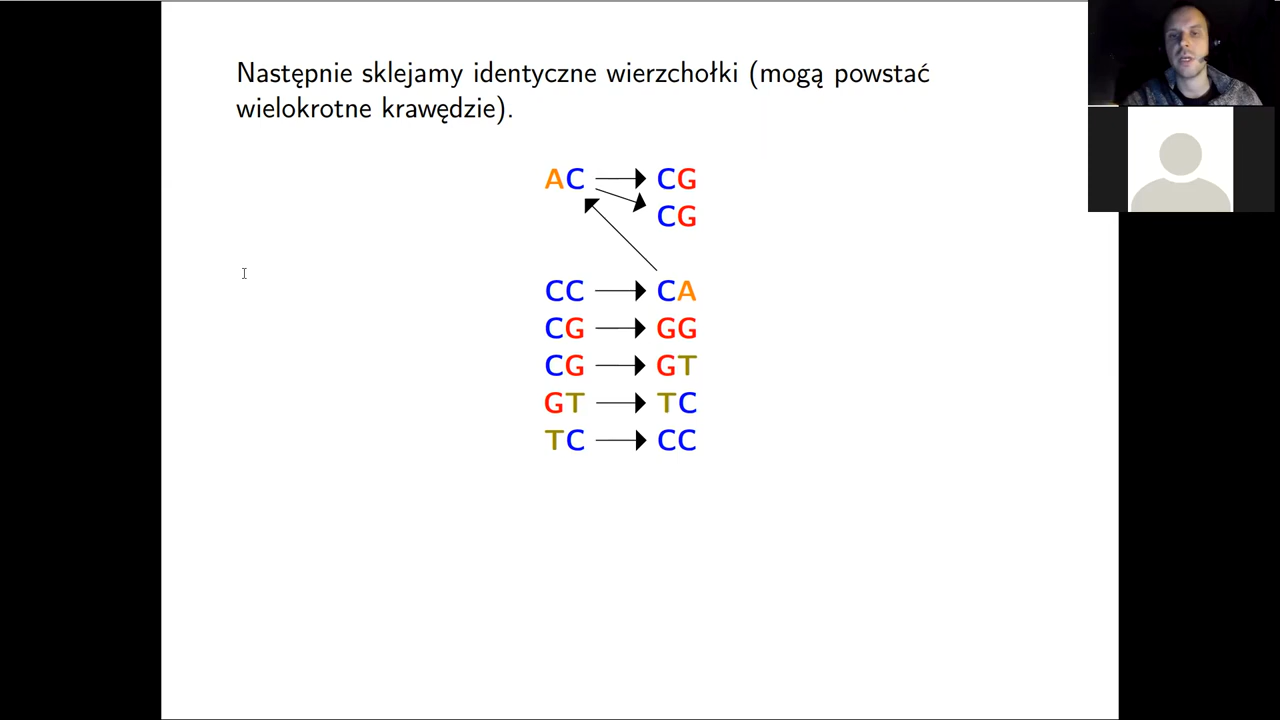 Następnie sklejamy identyczne wierzchołki (mogą powstać
wielokrotne krawędzie).
AC CG
CG
CC CA
CG GG
CG GT
GT TC
TC CC